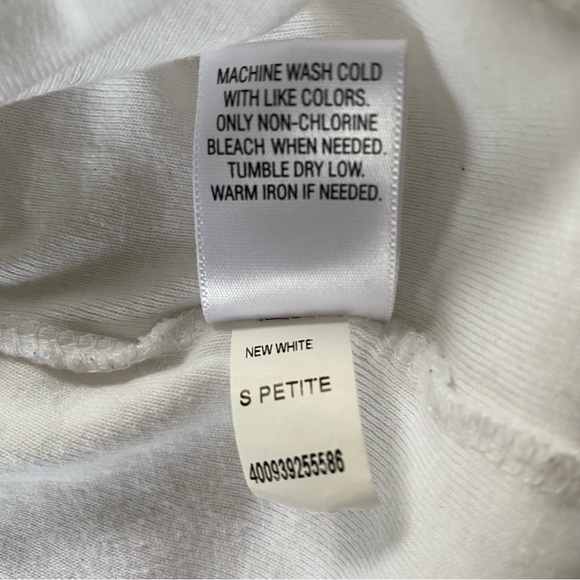 MACHINE WASH COLD
WITH LIKE COLORS.
ONLY NON-CHLORINE
BLEACH WHEN NEEDED.
TUMBLE DRY LOW.
WARM IRON IF NEEDED.
NEW WHITE
S PETITE
400939255586